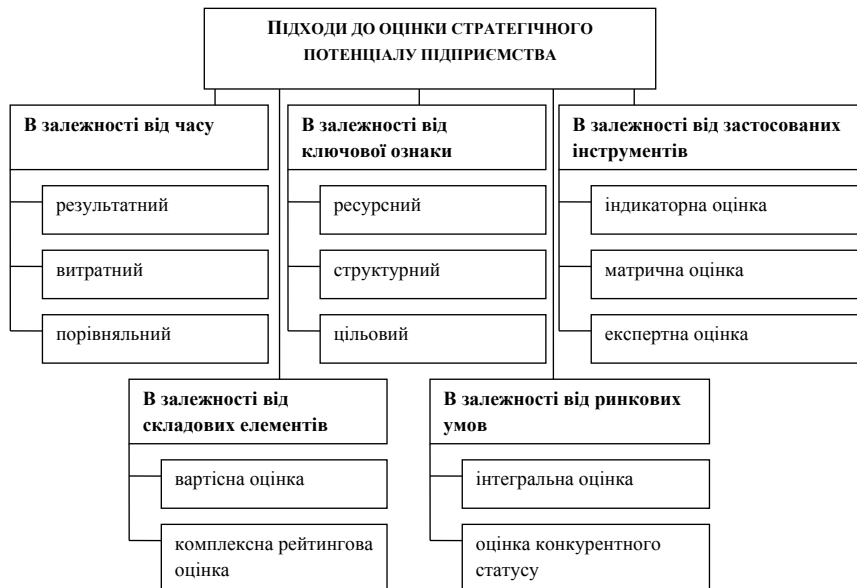 ПІДХОДИ ДО ОЦІНКИ СТРАТЕГІЧНОГО
ПОТЕНЦІАЛУ ПІДПРИЄМСТВА
В залежності від часу
результатний
витратний
порівняльний
В залежності від
ключової ознаки
ресурсний
структурний
цільовий
В залежності від застосованих
інструментів
індикаторна оцінка
матрична оцінка
експертна оцінка
В залежності від
складових елементів
вартісна оцінка
комплексна рейтингова
оцінка
В залежності від ринкових
умов
інтегральна оцінка
оцінка конкурентного
статусу